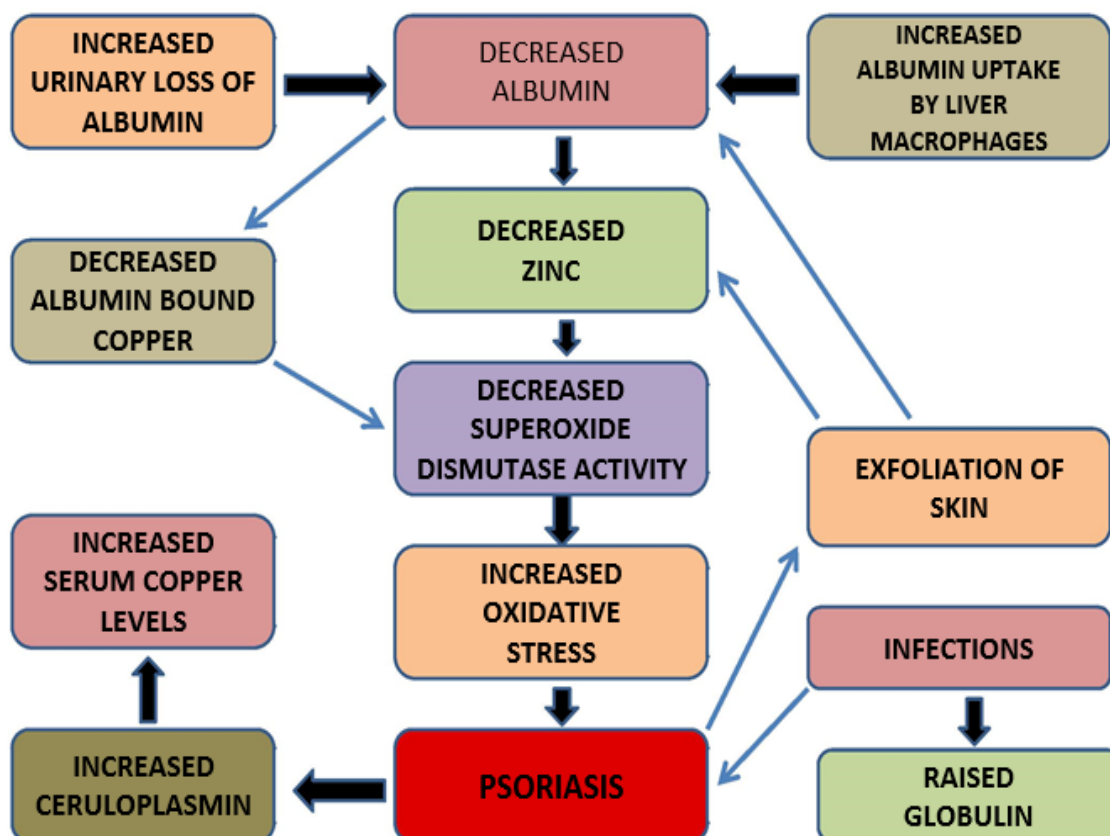 INCREASED
URINARY LOSS OF
ALBUMIN
DECREASED
ALBUMIN
INCREASED
ALBUMIN UPTAKE
BY LIVER
MACROPHAGES
DECREASED
ALBUMIN BOUND
COPPER
DECREASED
ZINC
DECREASED
SUPEROXIDE
DISMUTASE ACTIVITY
EXFOLIATION OF
SKIN
INCREASED
SERUM COPPER
LEVELS
INCREASED
OXIDATIVE
STRESS
INFECTIONS
INCREASED
CERULOPLASMIN
PSORIASIS
RAISED
GLOBULIN